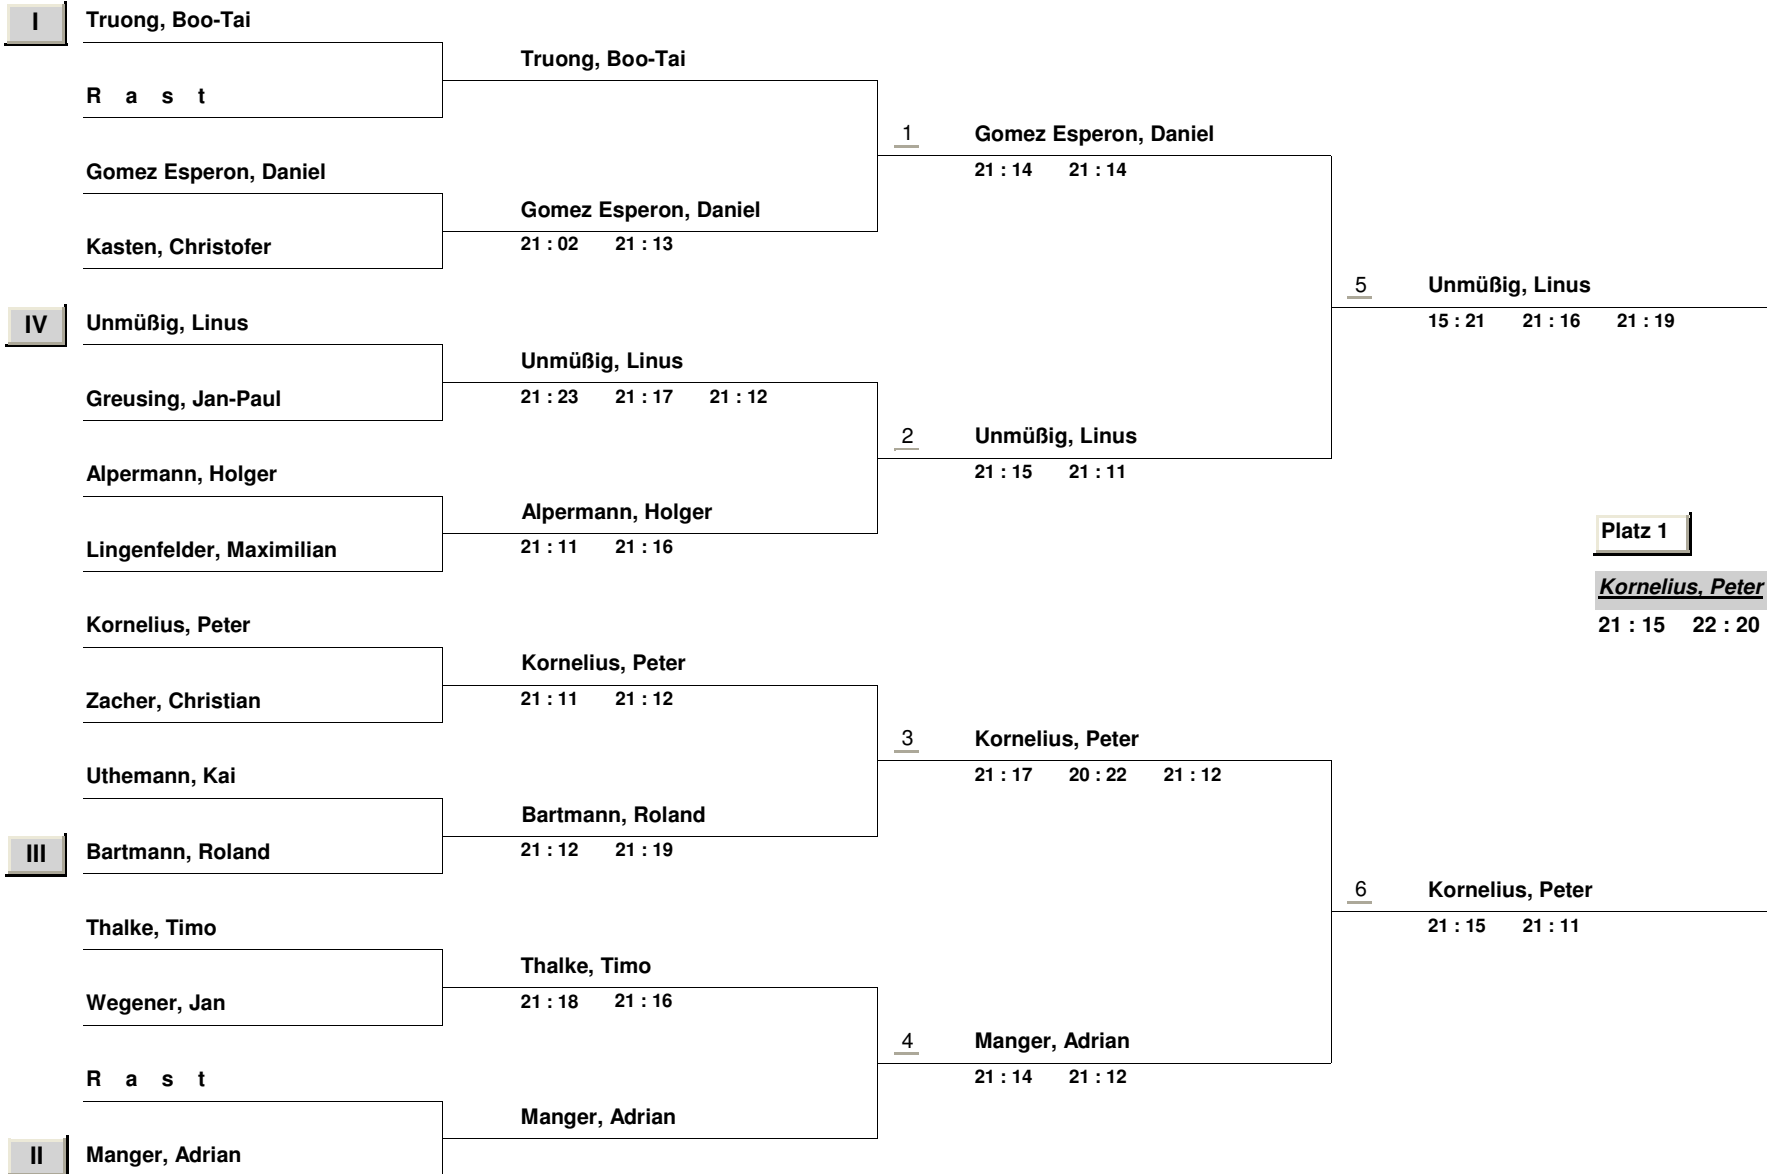 I Truong, Boo-Tai
Truong, Boo-Tai
R a s t
1 Gomez Esperon, Daniel
Gomez Esperon, Daniel
21 : 14 21 : 14
Gomez Esperon, Daniel
Kasten, Christofer
21 : 02 21 : 13
5 Unmüßig, Linus
IV Unmüßig, Linus
15 : 21 21 : 16 21 : 19
Unmüßig, Linus
Greusing, Jan-Paul
21 : 23 21 : 17 21 : 12
2 Unmüßig, Linus
Alpermann, Holger
21 : 15 21 : 11
Alpermann, Holger
Platz 1
Lingenfelder, Maximilian
21 : 11 21 : 16
Kornelius, Peter
Kornelius, Peter
21 : 15 22 : 20
Kornelius, Peter
Zacher, Christian
21 : 11 21 : 12
3 Kornelius, Peter
Uthemann, Kai
21 : 17 20 : 22 21 : 12
Bartmann, Roland
III Bartmann, Roland
21 : 12 21 : 19
6 Kornelius, Peter
Thalke, Timo
21 : 15 21 : 11
Thalke, Timo
Wegener, Jan
21 : 18 21 : 16
4 Manger, Adrian
R a s t
21 : 14 21 : 12
Manger, Adrian
II Manger, Adrian